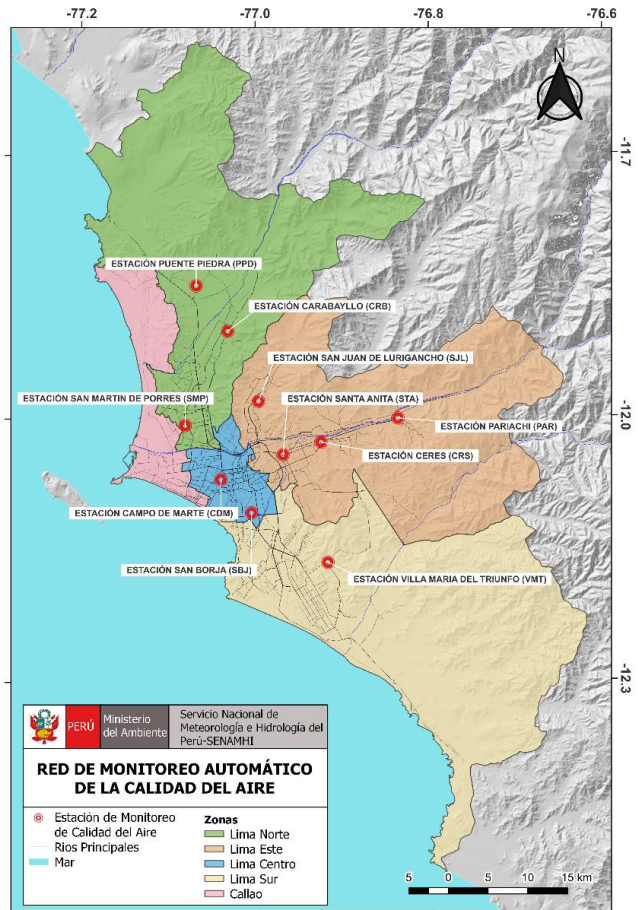 -77.2
-77.0
-76.8
-76.6
N
-11.7
ESTACIÓN PUENTE PIEDRA (PPD)
ESTACIÓN CARABAYLLO (CRB)
ESTACIÓN SAN JUAN DE LURIGANCHO (SJL)
ESTACIÓN SAN MARTIN DE PORRES (SMP)
ESTACIÓN SANTA ANITA (STA)
-12.0
ESTACIÓN PARIACHI (PAR)
ESTACIÓN CERES (CRS)
ESTACIÓN CAMPO DE MARTE (CDM)
ESTACIÓN SAN BORJA (SBJ)
ESTACIÓN VILLA MARIA DEL TRIUNFO (VMT)
-12.3
PERÚ
Ministerio
del Ambiente
Servicio Nacional de
Meteorología e Hidrología del
Perú-SENAMHI
RED DE MONITOREO AUTOMÁTICO
DE LA CALIDAD DEL AIRE
Estación de Monitoreo
de Calidad del Aire
Rios Principales
Mar
Zonas
Lima Norte
Lima Este
Lima Centro
Lima Sur
Callao
5 0 5 10 15 km